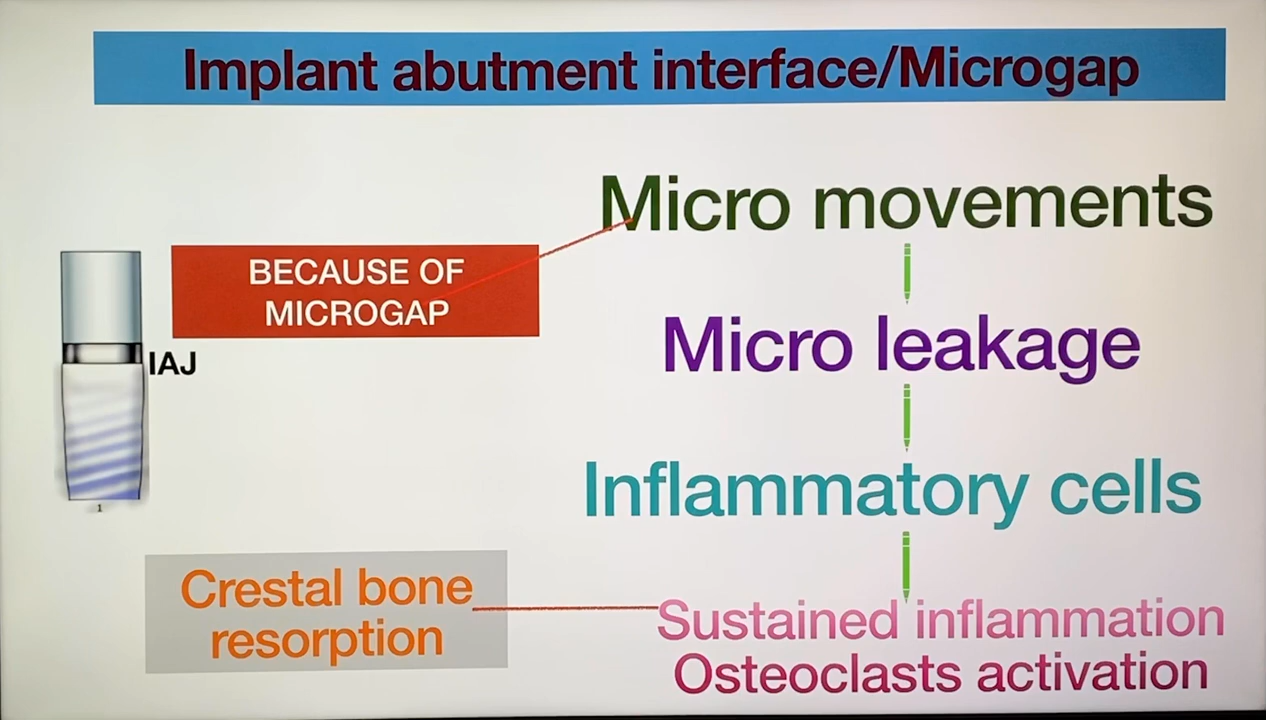 Implant abutment interface/Microgap
Micro movements
BECAUSE OF
MICROGAP
Micro leakage
IAJ
Inflammatory cells
1
Crestal bone
resorption
Sustained inflammation
Osteoclasts activation